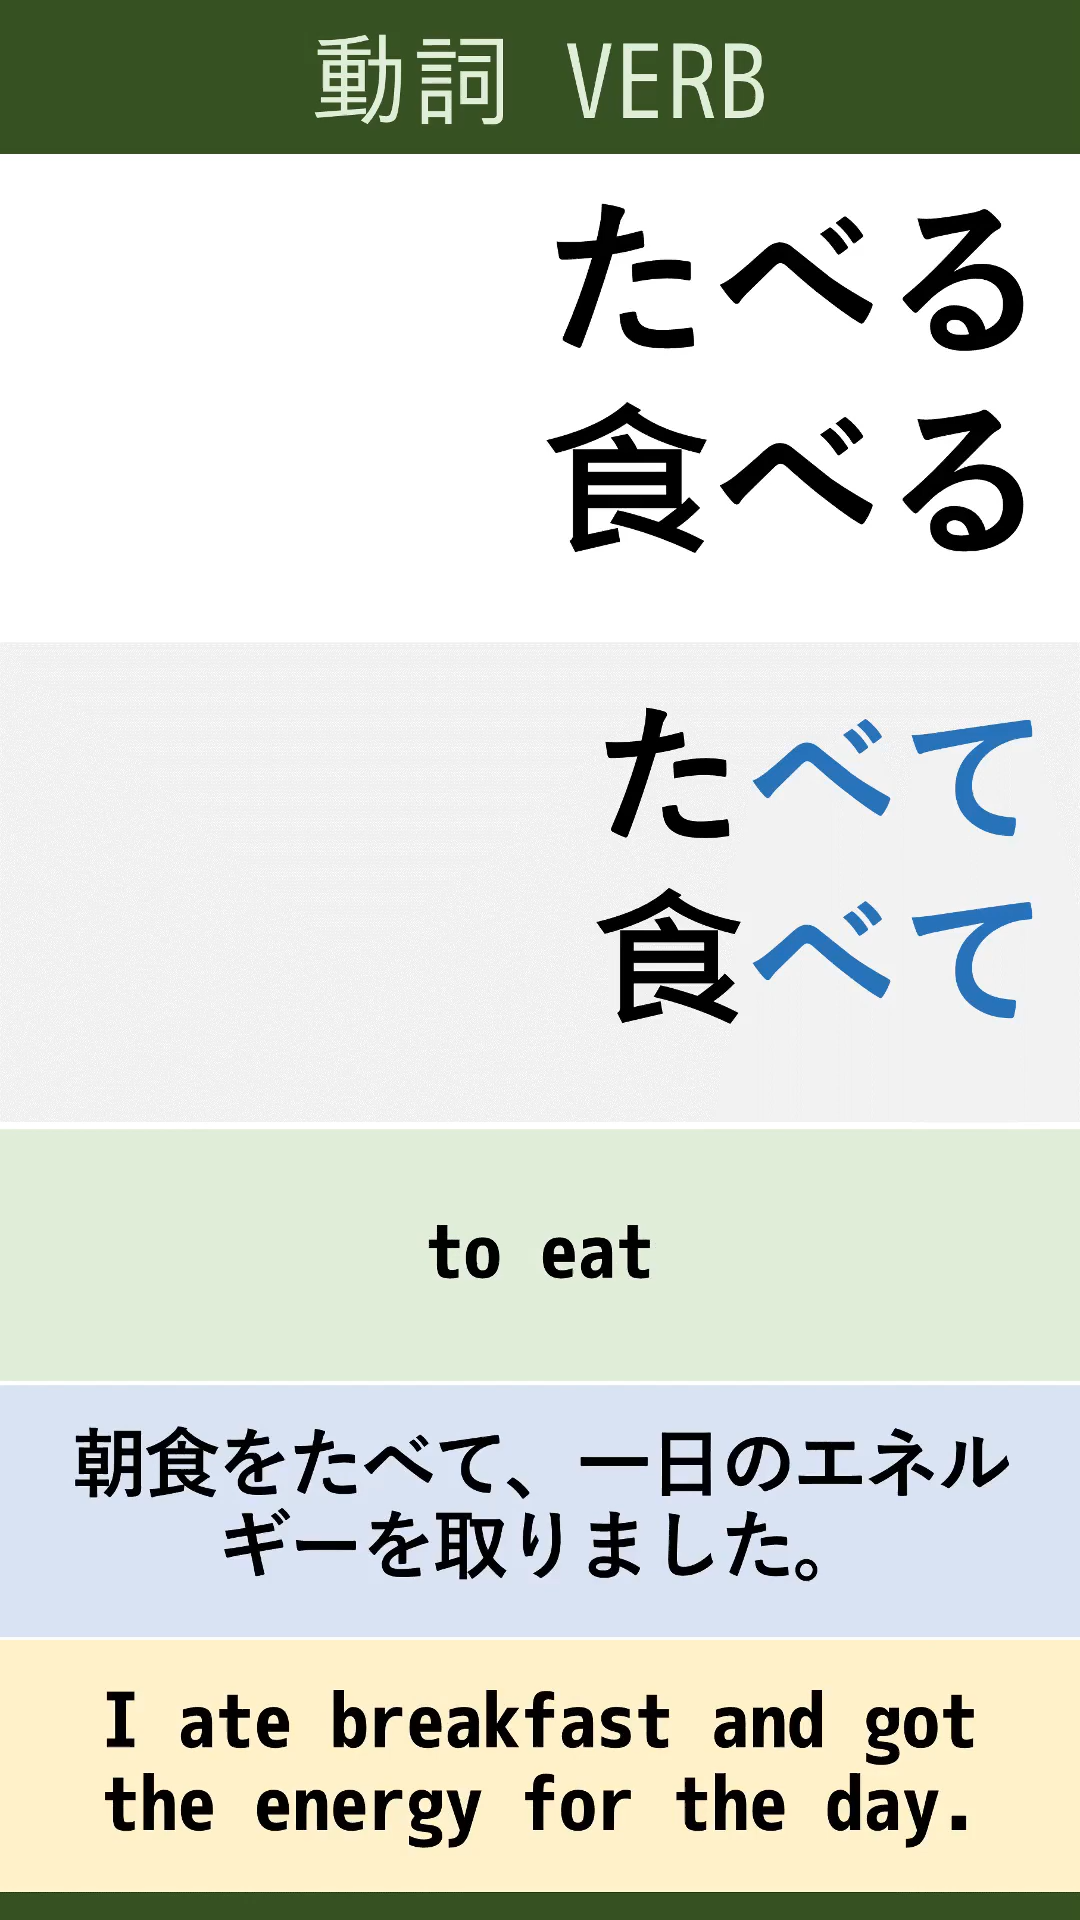 動詞 VERB
たべる
食べる
たべて
食べて
to eat
朝食をたべて、一日のエネル
ギーを取りました。
I ate breakfast and got
the energy for the day.